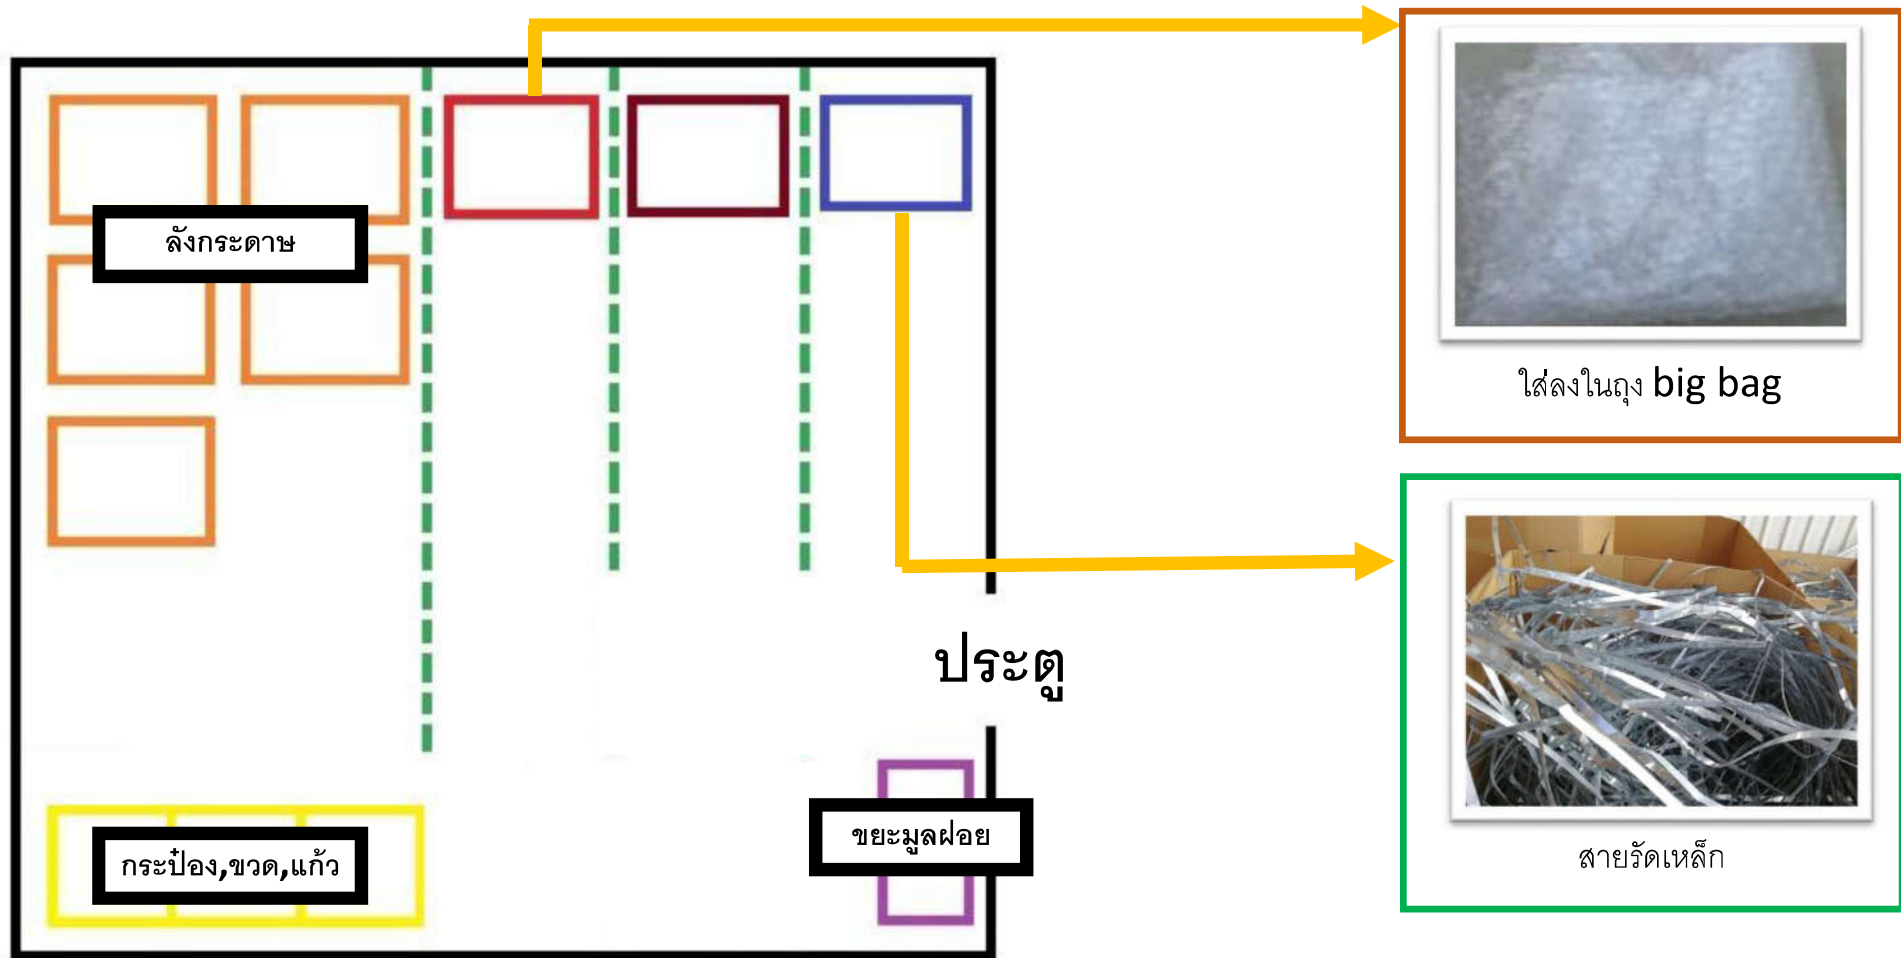 ลังกระดาษ
ใส่ลงในถุง big bag
ประตู
ขยะมูลฝอย
กระป๋อง,ขวด,แก้ว
สายรัดเหล็ก